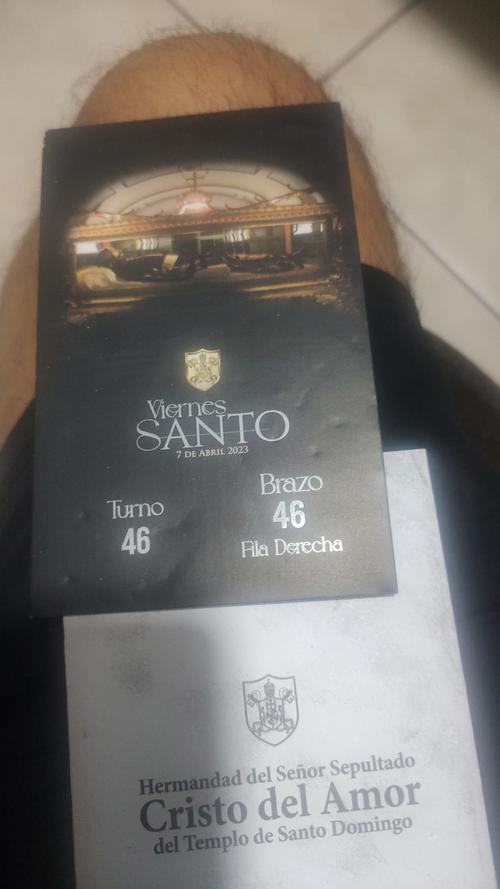 Viernes
SANTO
7 DE ABRIL 2023
Turno
46
Brazo
46
Fila Derecha
Hermandad del Señor Sepultado
Cristo del Amor
del Templo de Santo Domingo